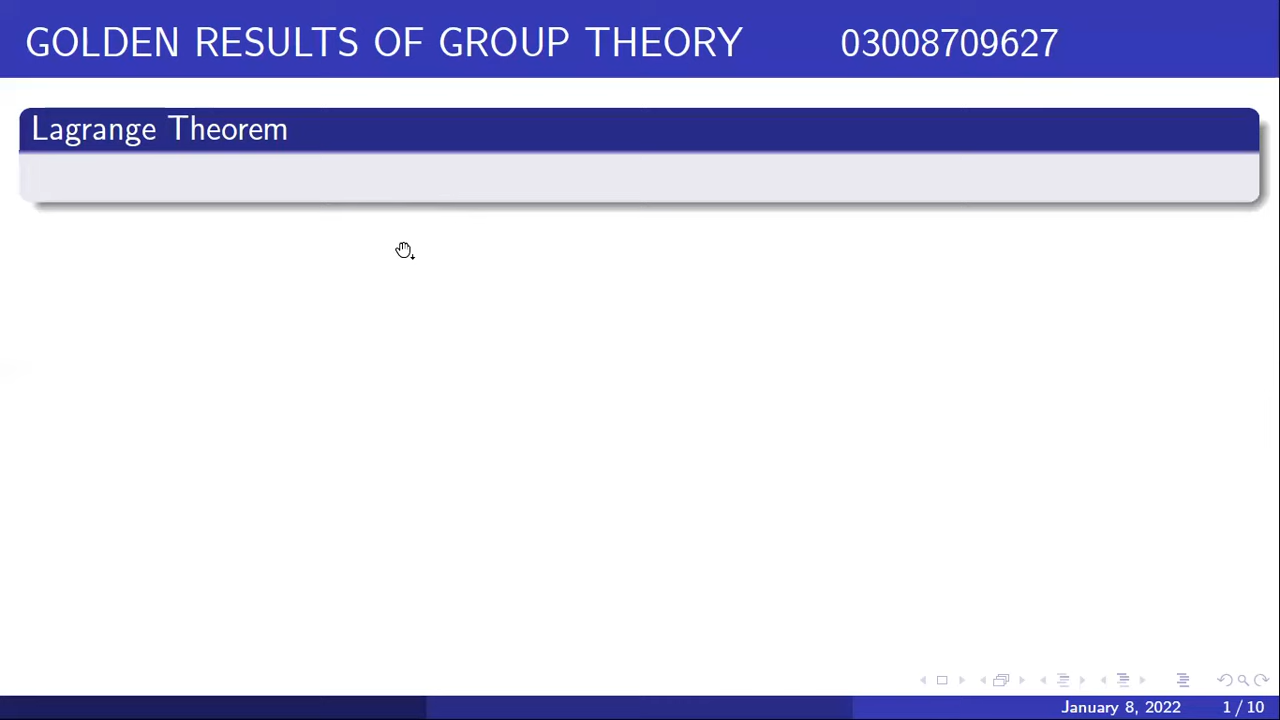 GOLDEN RESULTS OF GROUP THEORY 03008709627
Lagrange Theorem
January 8, 2022 1 / 10